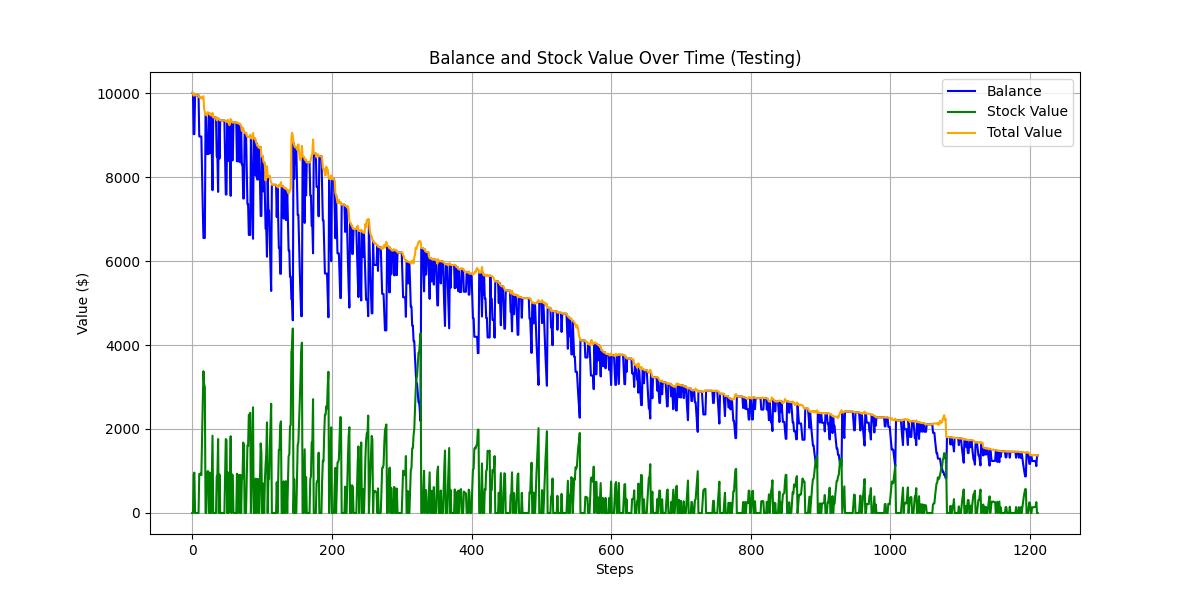 Balance and Stock Value Over Time (Testing)
Balance
Stock Value
Total Value
Value ($)
10000
8000
6000
4000
2000
0
0 200 400 600 800 1000 1200
Steps